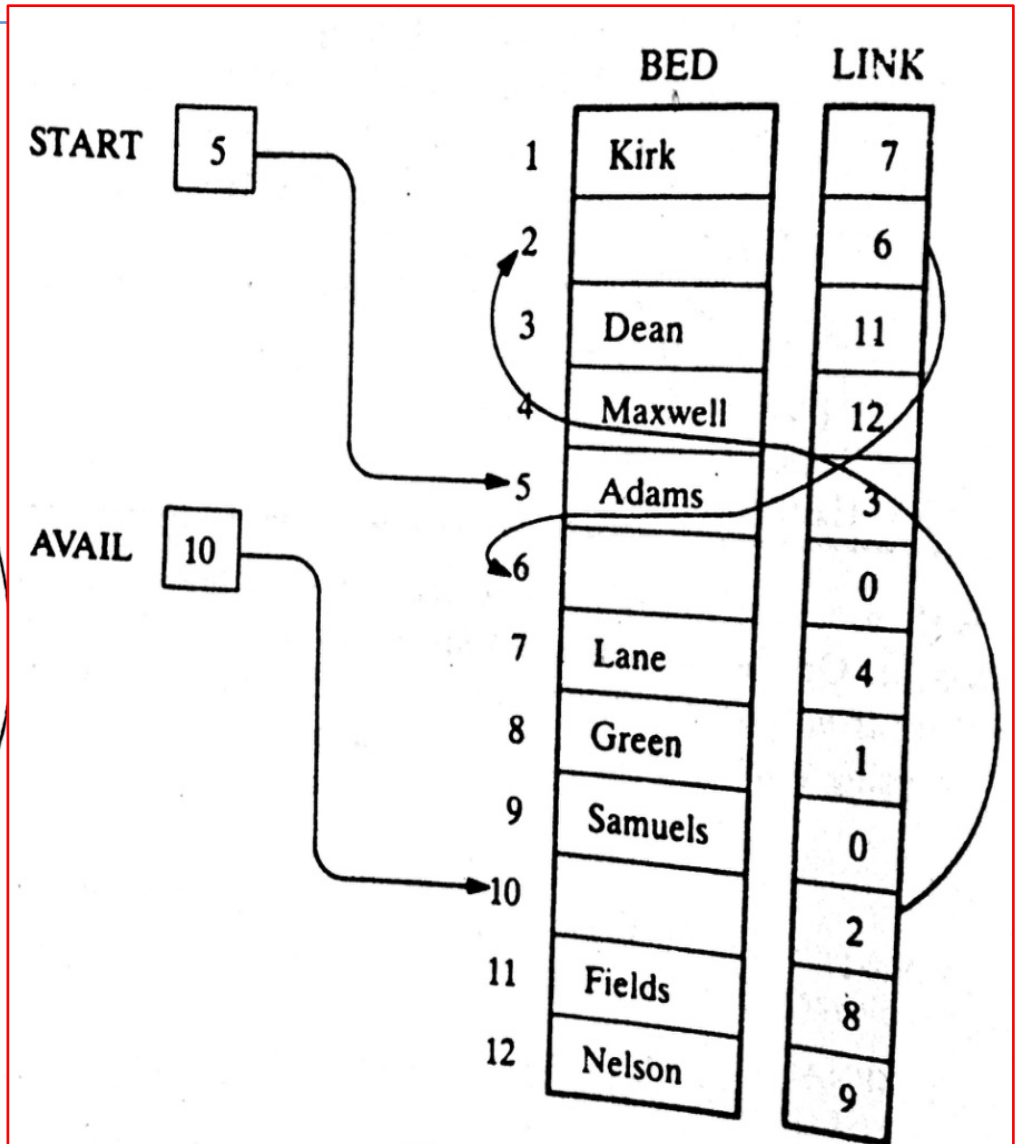 BED LINK
START 5
1 Kirk 7
2 6
3 Dean 11
4 Maxwell 12
5 Adams 3
AVAIL 10
6 0
7 Lane 4
8 Green 1
9 Samuels 0
10 2
11 Fields 8
12 Nelson 9